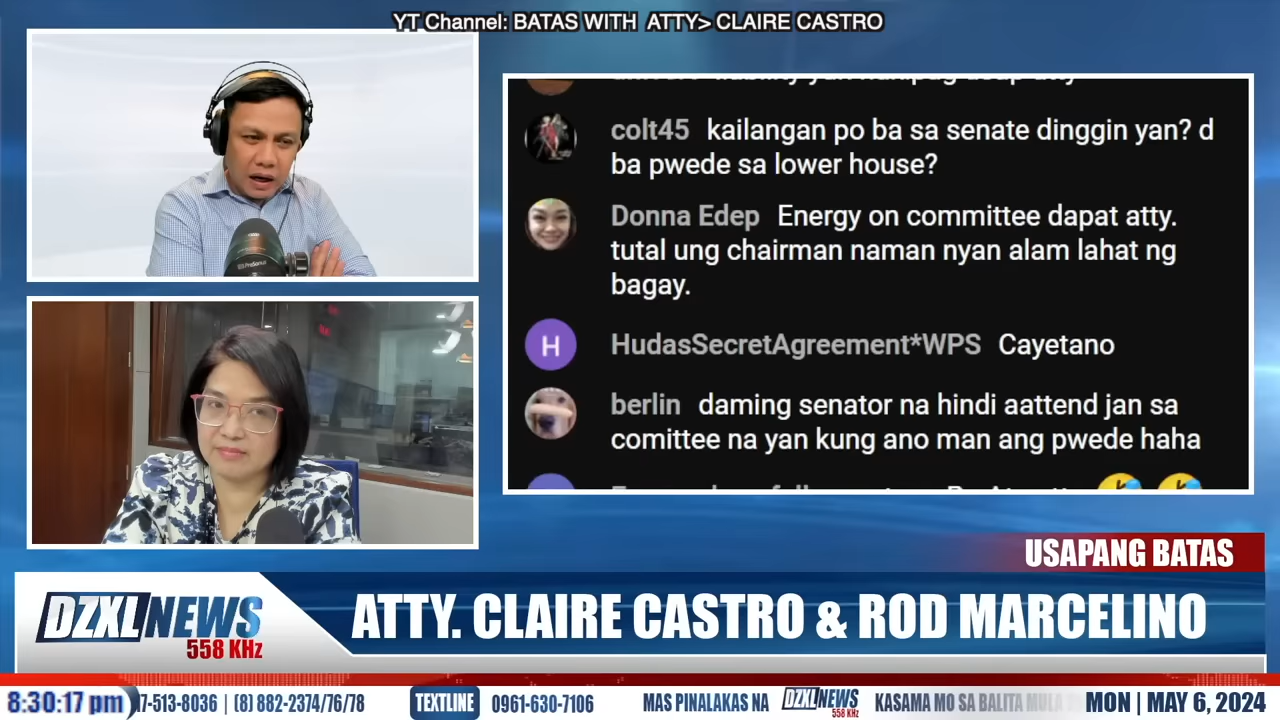 YT Channel: BATAS WITH ATTY> CLAIRE CASTRO
colt45 kailangan po ba sa senate dinggin yan? d
ba pwede sa lower house?
Donna Edep Energy on committee dapat atty.
tutal ung chairman naman nyan alam lahat ng
bagay.
H
HudasSecretAgreement*WPS Cayetano
berlin daming senator na hindi aattend jan sa
comittee na yan kung ano man ang pwede haha
USAPANG BATAS
DZXL NEWS
558 KHz
ATTY. CLAIRE CASTRO & ROD MARCELINO
8:30:17 pm 7-513-8036 | (8) 882-2374/76/78 TEXTLINE 0961-630-7106 MAS PINALAKAS NA DZXL NEWS 558 KHz KASAMA MO SA BALITA MULA MON | MAY 6, 2024